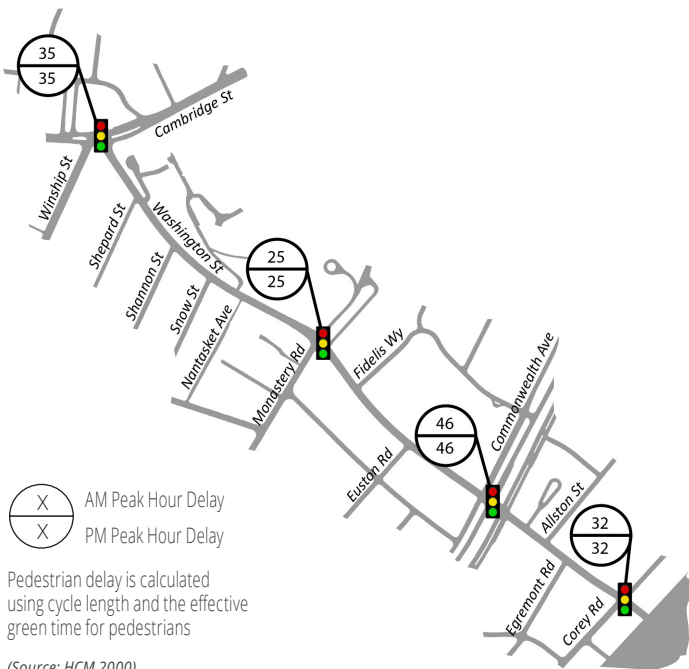 35
35
Cambridge St
Winship St
Shepard St
Washington St
Shannon St
25
25
Snow St
Nantasket Ave
Monastery Rd
Fidelis Wy
Commonwealth Ave
46
46
Euston Rd
Allston St
32
32
Egremont Rd
Corey Rd
X AM Peak Hour Delay
X PM Peak Hour Delay
Pedestrian delay is calculated
using cycle length and the effective
green time for pedestrians
(Source: HCM 2000)